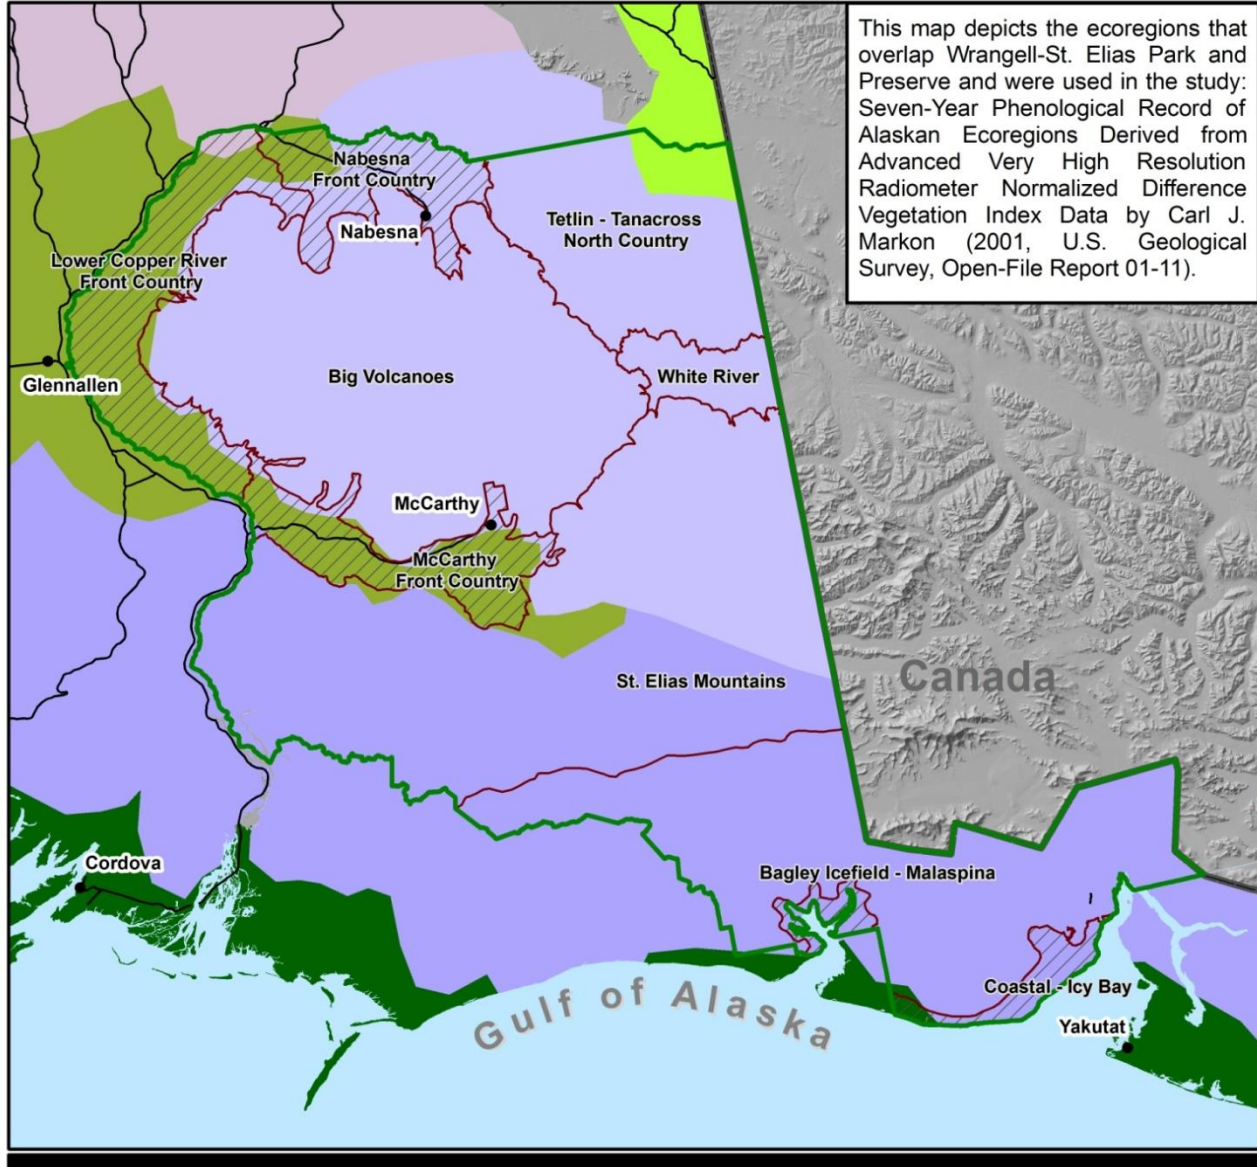 This map depicts the ecoregions that
overlap Wrangell-St. Elias Park and
Preserve and were used in the study:
Seven-Year Phenological Record of
Alaskan Ecoregions Derived from
Advanced Very High Resolution
Radiometer Normalized Difference
Vegetation Index Data by Carl J.
Markon (2001, U.S. Geological
Survey, Open-File Report 01-11).
Nabesna
Front Country
Nabesna
Tetlin - Tanacross
North Country
Lower Copper River
Front Country
Glennallen
Big Volcanoes
White River
McCarthy
McCarthy
Front Country
St. Elias Mountains
Canada
Cordova
Bagley Icefield - Malaspina
Coastal - Icy Bay
Gulf of Alaska
Yakutat